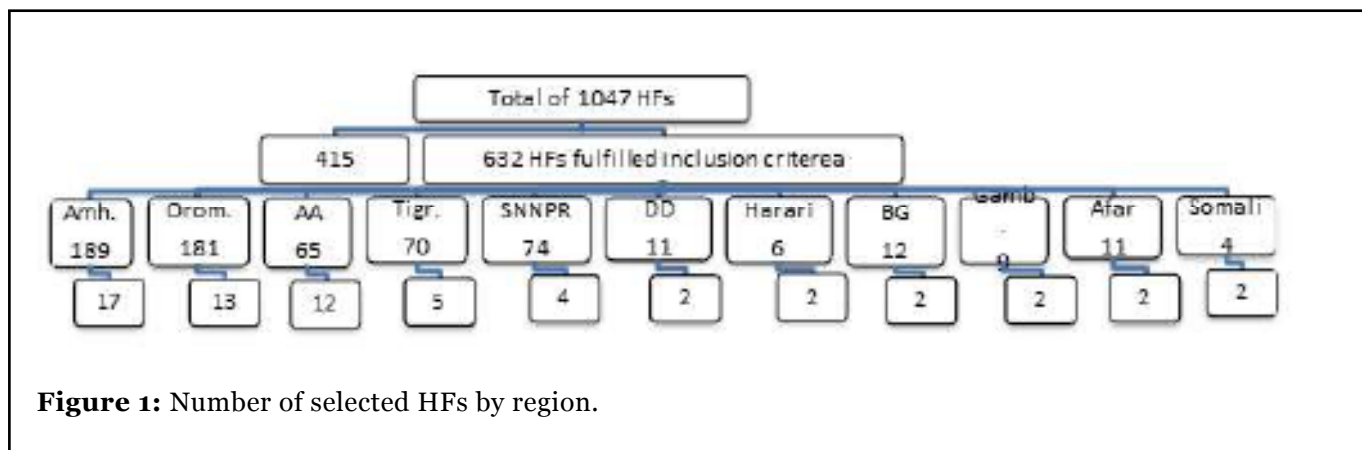 Total of 1047 HFs
415
632 HFs fulfilled inclusion criterea
Amh. Orom. AA Tigr. SNNPR DD Harari BG Gamb Afar Somali
189 181 65 70 74 11 6 12 . 11 4
9
17 13 12 5 4 2 2 2 2 2 2
Figure 1: Number of selected HFs by region.